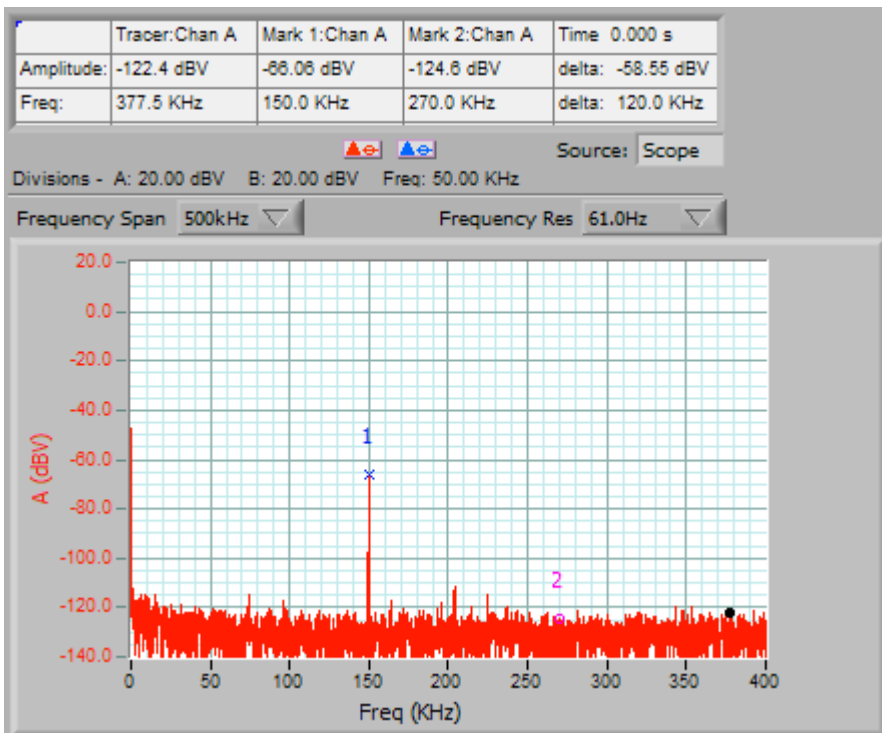 Tracer:Chan A Mark 1:Chan A Mark 2:Chan A Time 0.000 s
Amplitude: -122.4 dBV -66.06 dBV -124.6 dBV delta: -58.55 dBV
Freq: 377.5 KHz 150.0 KHz 270.0 KHz delta: 120.0 KHz
Source: Scope
Divisions - A: 20.00 dBV B: 20.00 dBV Freq: 50.00 KHz
Frequency Span 500kHz Frequency Res 61.0Hz
20.0
0.0
-20.0
-40.0
1
-60.0
A (dBV)
-80.0
-100.0
2
-120.0
-140.0
0 50 100 150 200 250 300 350 400
Freq (KHz)